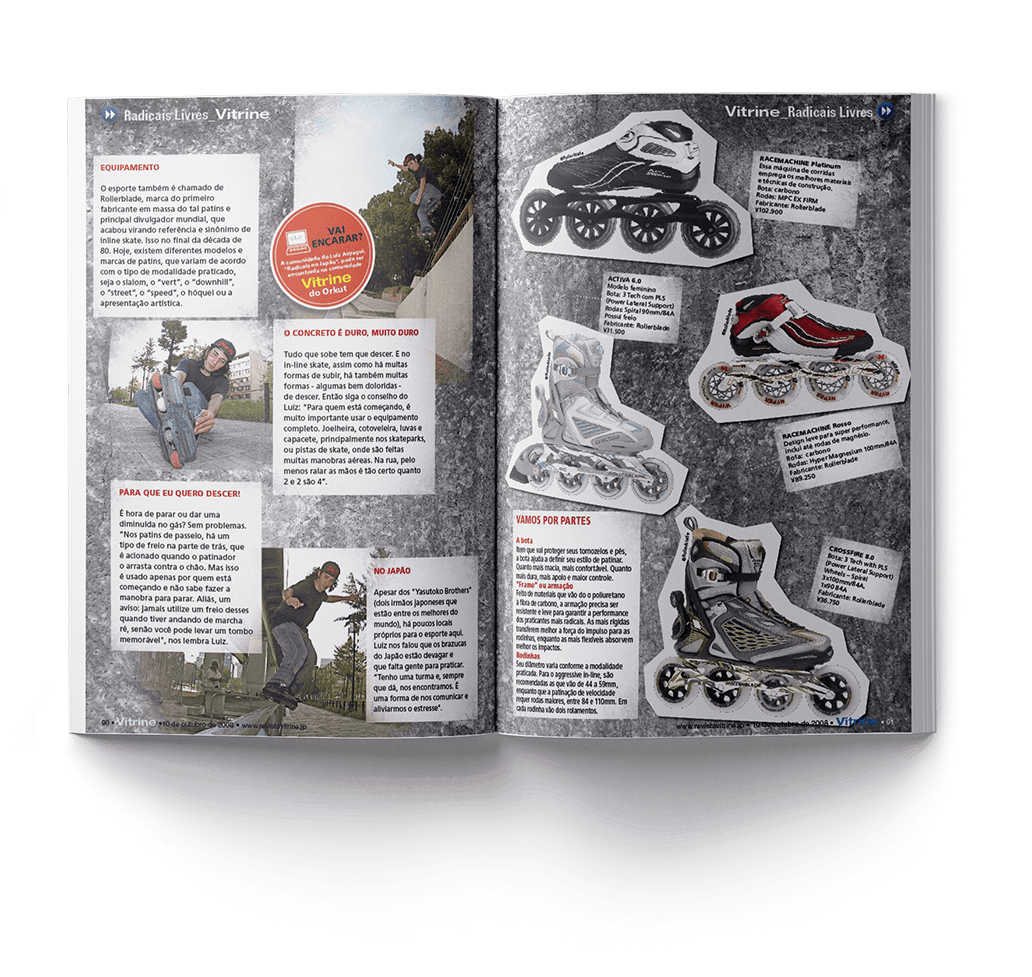 Radicais Livres_Vitrine
EQUIPAMENTO
O esporte também é chamado de
Rollerblade, marca do primeiro
fabricante em massa do tal patins e
principal divulgador mundial, que
acabou virando referência e sinônimo de
inline skate. Isso no final da década de
80. Hoje, existem diferentes modelos e
marcas de patins, que variam de acordo
com o tipo de modalidade praticado,
seja o slalom, o "vert", o "downhill",
o "street", o "speed", o hóquei ou a
apresentação artística.
VAI
ENCARAR?
A comunidade do Luiz
"Radicais no Japão", pode ser
encontrada na comunidade
Vitrine
do Orkut
O CONCRETO É DURO, MUITO DURO
Tudo que sobe tem que descer. E no
in-line skate, assim como há muitas
formas de subir, há também muitas
formas - algumas bem doloridas -
de descer. Então siga o conselho do
Luiz: "Para quem está começando, é
muito importante usar o equipamento
completo. Joelheira, cotoveleira, luvas e
capacete, principalmente nos skateparks,
ou pistas de skate, onde são feitas
muitas manobras aéreas. Na rua, pelo
menos ralar as mãos é tão certo quanto
2 e 2 são 4".
PÁRA QUE EU QUERO DESCER!
É hora de parar ou dar uma
diminuída no gás? Sem problemas.
"Nos patins de passeio, há um
tipo de freio na parte de trás, que
é acionado quando o patinador
o arrasta contra o chão. Mas isso
é usado apenas por quem está
começando e não sabe fazer a
manobra para parar. Aliás, um
aviso: jamais utilize um freio desses
quando tiver andando de marcha
ré, senão você pode levar um tombo
memorável", nos lembra Luiz.
NO JAPÃO
Apesar dos "Yasutoko Brothers"
(dois irmãos japoneses que
estão entre os melhores do
mundo), há poucos locais
próprios para o esporte aqui.
Luiz nos falou que os brazucas
do Japão estão devagar e
que falta gente para praticar.
"Tenho uma turma e, sempre
que dá, nos encontramos. É
uma forma de nos comunicar e
aliviarmos o estresse".
90 • Vitrine • 10 de outubro de 2008 • www.revistavitrine.jp
Vitrine_Radicais Livres
RACEMACHINE Platinum
Essa máquina de corridas
emprega os melhores materiais
e técnicas de construção.
Bota: carbono
Rodas: MPC EX FIRM
Fabricante: Rollerblade
¥102.900
ACTIVA 6.0
Modelo feminino
Bota: 3 Tech com PLS
(Power Lateral Support)
Rodas: Spiral 90mm/84A
Possui freio
Fabricante: Rollerblade
¥31.500
HYPER
HYPER
RACEMACHINE Rosso
Design leve para super performance,
inclui até rodas de magnésio.
Bota: carbono
Rodas: Hyper Magnesium 100mm/84A
Fabricante: Rollerblade
¥89.250
VAMOS POR PARTES
A bota
Item que vai proteger seus tornozelos e pés,
a bota ajuda a definir seu estilo de patinar.
Quanto mais macia, mais confortável. Quanto
mais dura, mais apoio e maior controle.
"Frame" ou armação
Feito de materiais que vão do o poliuretano
à fibra de carbono, a armação precisa ser
resistente e leve para garantir a performance
dos praticantes mais radicais. As mais rígidas
transferem melhor a força do impulso para as
rodinhas, enquanto as mais flexíveis absorvem
melhor os impactos.
Rodinhas
Seu diâmetro varia conforme a modalidade
praticada. Para o aggressive in-line, são
recomendadas as que vão de 44 a 59mm,
enquanto que a patinação de velocidade
requer rodas maiores, entre 84 e 110mm. Em
cada rodinha vão dois rolamentos.
CROSSFIRE 8.0
Bota: 3 Tech with PLS
(Power Lateral Support)
Wheels – Spiral
3x100mm/84A,
1x90 84A
Fabricante: Rollerblade
¥36.750
www.revistavitrine.jp • 10 de outubro de 2008 • Vitrine • 91